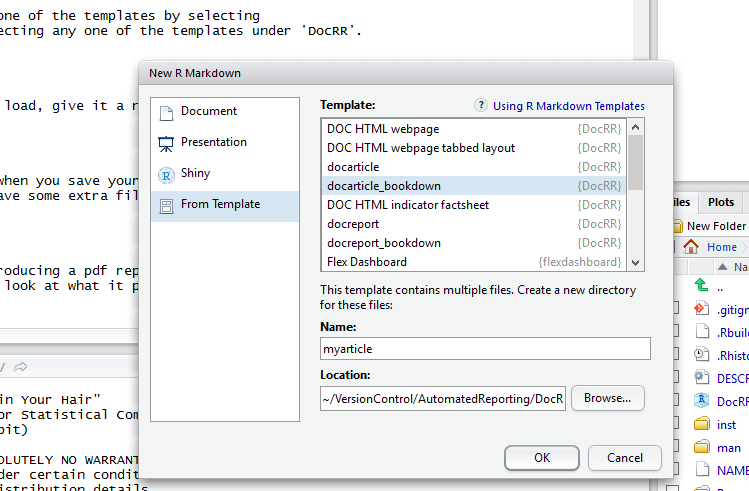 one of the templates by selecting
ecting any one of the templates under 'DocRR'.
New R Markdown
load, give it a n
when you save your
ave some extra fil
roducing a pdf rep
look at what it p
Document
Presentation
Shiny
From Template
Template:
? Using R Markdown Templates
DOC HTML webpage {DocRR}
DOC HTML webpage tabbed layout {DocRR}
docarticle {DocRR}
docarticle_bookdown {DocRR}
DOC HTML indicator factsheet {DocRR}
docreport {DocRR}
docreport_bookdown {DocRR}
Flex Dashboard {flexdashboard}
This template contains multiple files. Create a new directory
for these files:
Name:
myarticle
Location:
~/VersionControl/AutomatedReporting/DocR
Browse...
OK
Cancel
in Your Hair"
or Statistical Com
bit)
SOLUTELY NO WARRANT
der certain condit
istribution details
iles Plots
New Folder
Home
Na
..
.gitign
.Rbuil
.Rhisto
DESCR
DocRR
inst
man
NAME